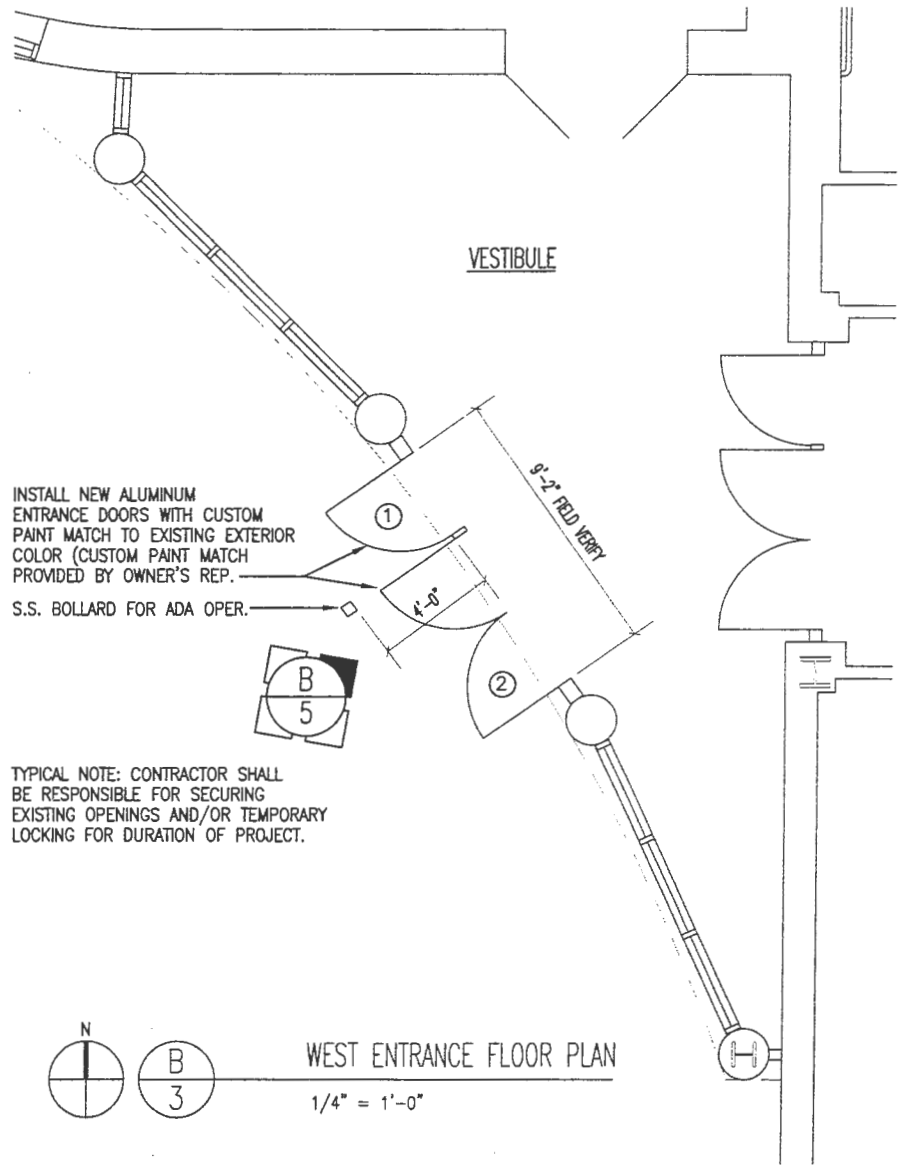 VESTIBULE
9'-2" FIELD VERIFY
INSTALL NEW ALUMINUM
ENTRANCE DOORS WITH CUSTOM
PAINT MATCH TO EXISTING EXTERIOR
COLOR (CUSTOM PAINT MATCH
PROVIDED BY OWNER'S REP.
1
4'-0"
S.S. BOLLARD FOR ADA OPER.
2
B
5
TYPICAL NOTE: CONTRACTOR SHALL
BE RESPONSIBLE FOR SECURING
EXISTING OPENINGS AND/OR TEMPORARY
LOCKING FOR DURATION OF PROJECT.
N
B
3
WEST ENTRANCE FLOOR PLAN
1/4" = 1'-0"